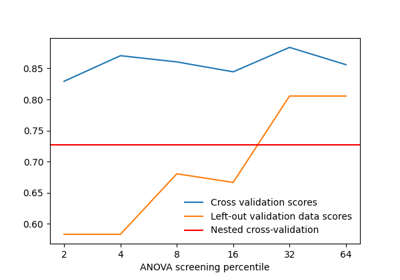 0.85
0.80
0.75
0.70
0.65
0.60
Cross validation scores
Left-out validation data scores
Nested cross-validation
2 4 8 16 32 64
ANOVA screening percentile